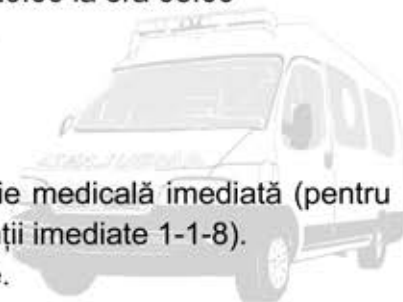 la ora
ie medicală imediată (pentru
ții imediate 1-1-8).
e.